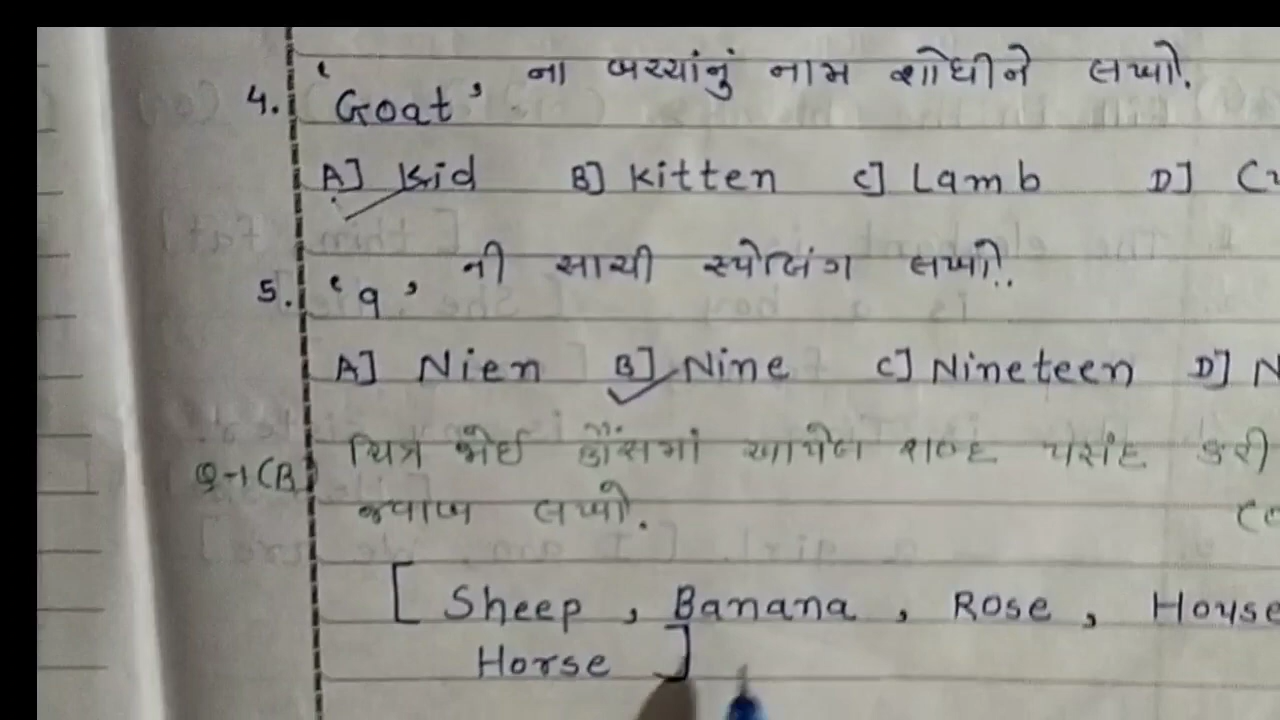 4. 'Goat' ના બચ્ચાંનું નામ શોધીને લખો.
A] Kid B] Kitten C] Lamb D]
5. '9' ની સાચી સ્પેલિંગ લખો.
A] Nien B] Nine C] Nineteen D] N
Q-1(B) ચિત્ર જોઈ કૌંસમાં આપેલ શબ્દ પસંદ કરી
જવાબ લખો.
[ Sheep , Banana , Rose , House
Horse ]